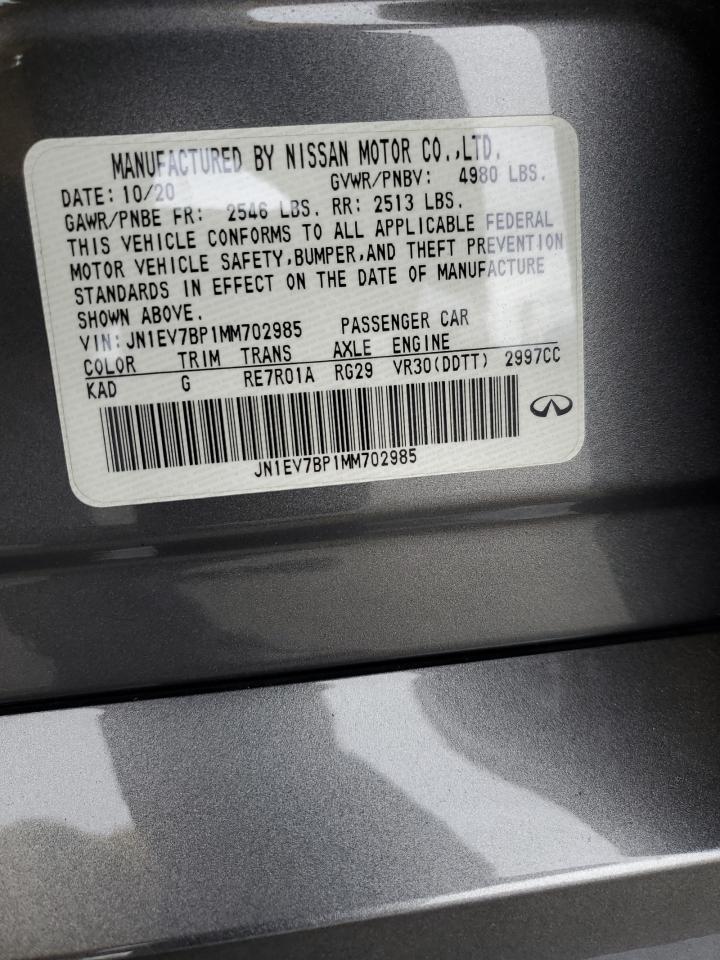 MANUFACTURED BY NISSAN MOTOR CO.,LTD.
DATE: 10/20 GVWR/PNBV: 4980 LBS.
GAWR/PNBE FR: 2546 LBS. RR: 2513 LBS.
THIS VEHICLE CONFORMS TO ALL APPLICABLE FEDERAL
MOTOR VEHICLE SAFETY,BUMPER,AND THEFT PREVENTION
STANDARDS IN EFFECT ON THE DATE OF MANUFACTURE
SHOWN ABOVE.
VIN: JN1EV7BP1MM702985 PASSENGER CAR
COLOR TRIM TRANS AXLE ENGINE
KAD G RE7R01A RG29 VR30(DDTT) 2997CC
JN1EV7BP1MM702985